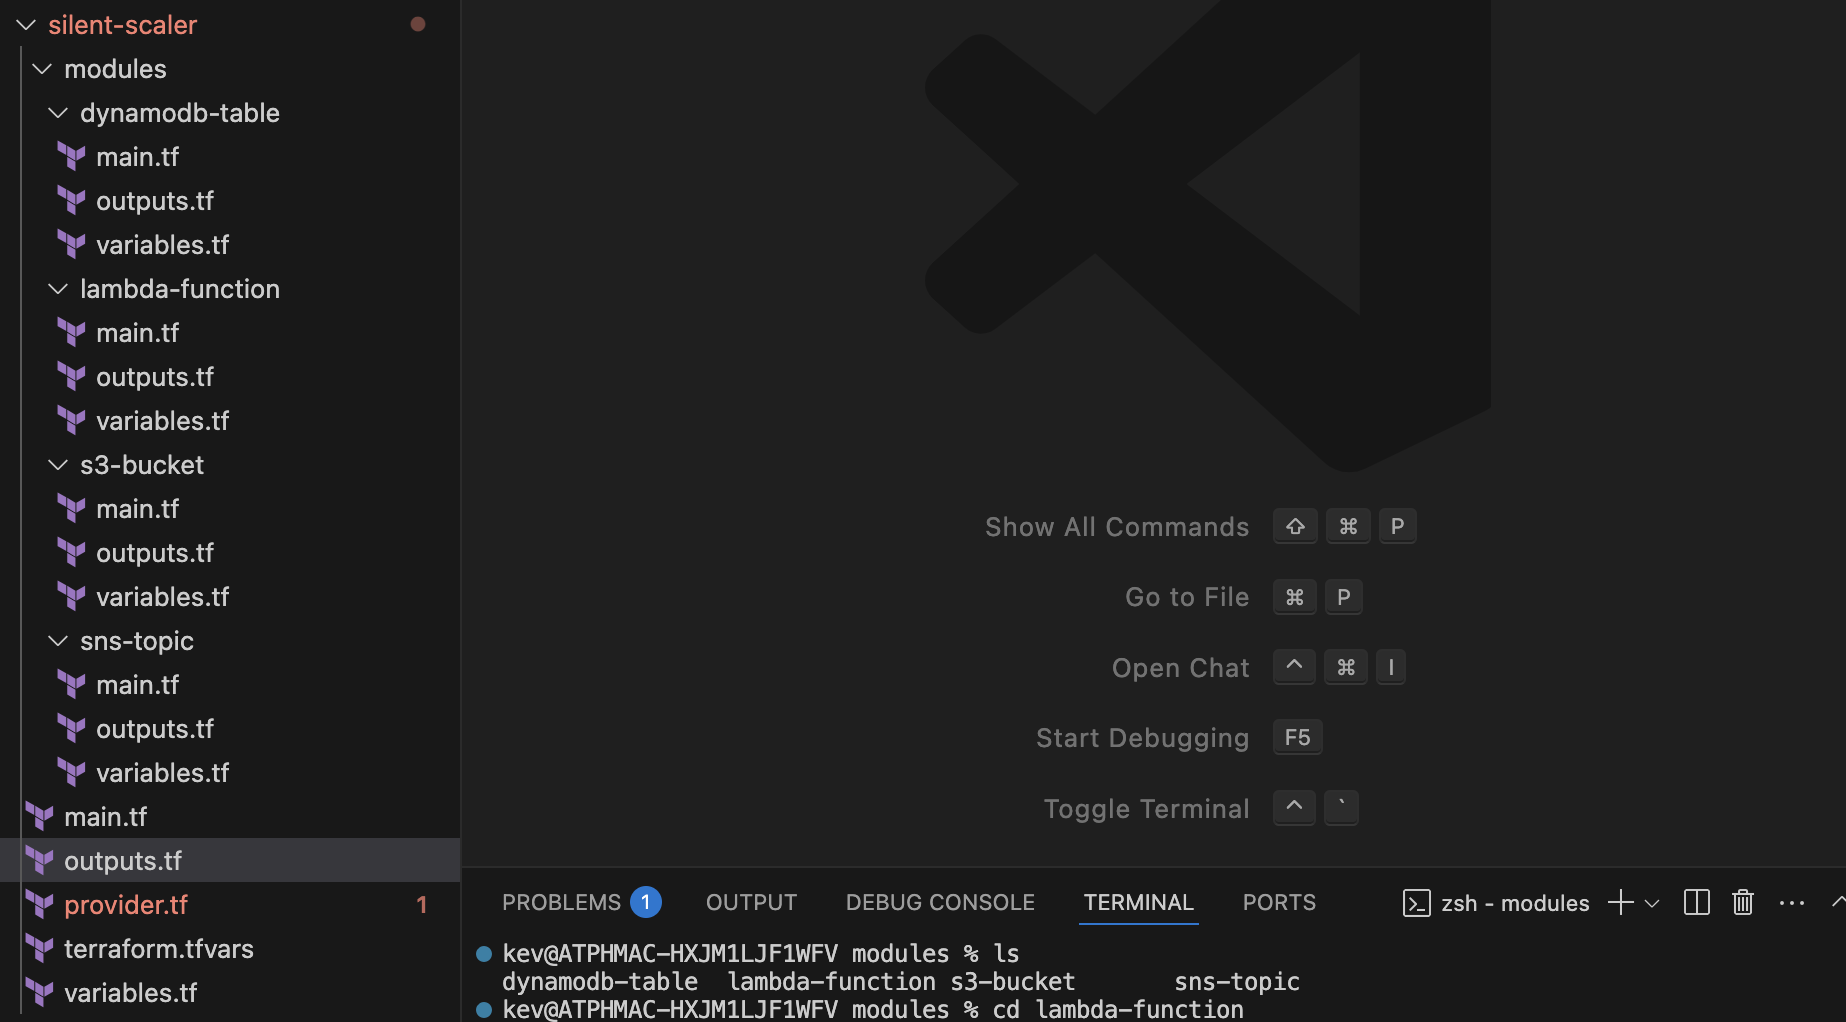 silent-scaler
modules
dynamodb-table
main.tf
outputs.tf
variables.tf
lambda-function
main.tf
outputs.tf
variables.tf
s3-bucket
main.tf
outputs.tf
variables.tf
sns-topic
main.tf
outputs.tf
variables.tf
main.tf
outputs.tf
provider.tf 1
terraform.tfvars
variables.tf
Show All Commands ⇧ ⌘ P
Go to File ⌘ P
Open Chat ^ ⌘ I
Start Debugging F5
Toggle Terminal ^ `
PROBLEMS 1 OUTPUT DEBUG CONSOLE TERMINAL PORTS zsh - modules
kev@ATPHMAC-HXJM1LJF1WFV modules % ls
dynamodb-table lambda-function s3-bucket sns-topic
kev@ATPHMAC-HXJM1LJF1WFV modules % cd lambda-function